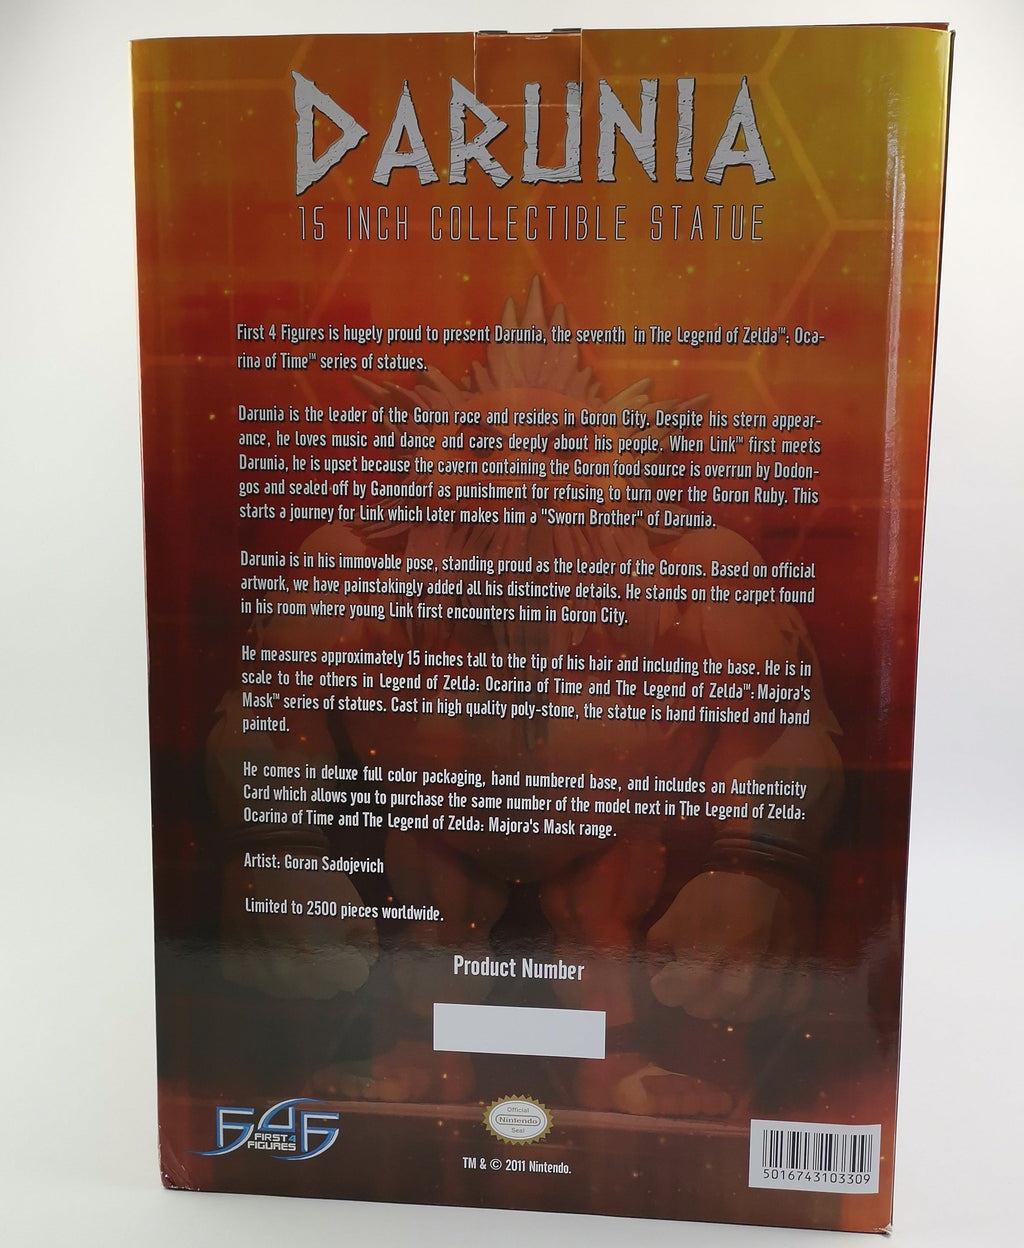 DARUNIA
15 INCH COLLECTIBLE STATUE
First 4 Figures is hugely proud to present Darunia, the seventh in The Legend of Zelda™: Oca-
rina of Time™ series of statues.
Darunia is the leader of the Goron race and resides in Goron City. Despite his stern appear-
ance, he loves music and dance and cares deeply about his people. When Link™ first meets
Darunia, he is upset because the cavern containing the Goron food source is overrun by Dodon-
gos and sealed off by Ganondorf as punishment for refusing to turn over the Goron Ruby. This
starts a journey for Link which later makes him a "Sworn Brother" of Darunia.
Darunia is in his immovable pose, standing proud as the leader of the Gorons. Based on official
artwork, we have painstakingly added all his distinctive details. He stands on the carpet found
in his room where young Link first encounters him in Goron City.
He measures approximately 15 inches tall to the tip of his hair and including the base. He is in
scale to the others in Legend of Zelda: Ocarina of Time and The Legend of Zelda™: Majora's
Mask™ series of statues. Cast in high quality poly-stone, the statue is hand finished and hand
painted.
He comes in deluxe full color packaging, hand numbered base, and includes an Authenticity
Card which allows you to purchase the same number of the model next in The Legend of Zelda:
Ocarina of Time and The Legend of Zelda: Majora's Mask range.
Artist: Goran Sadojevich
Limited to 2500 pieces worldwide.
Product Number
F4F
FIRST 4
FIGURES
Official
Nintendo
Seal
TM & © 2011 Nintendo.
5016743103309